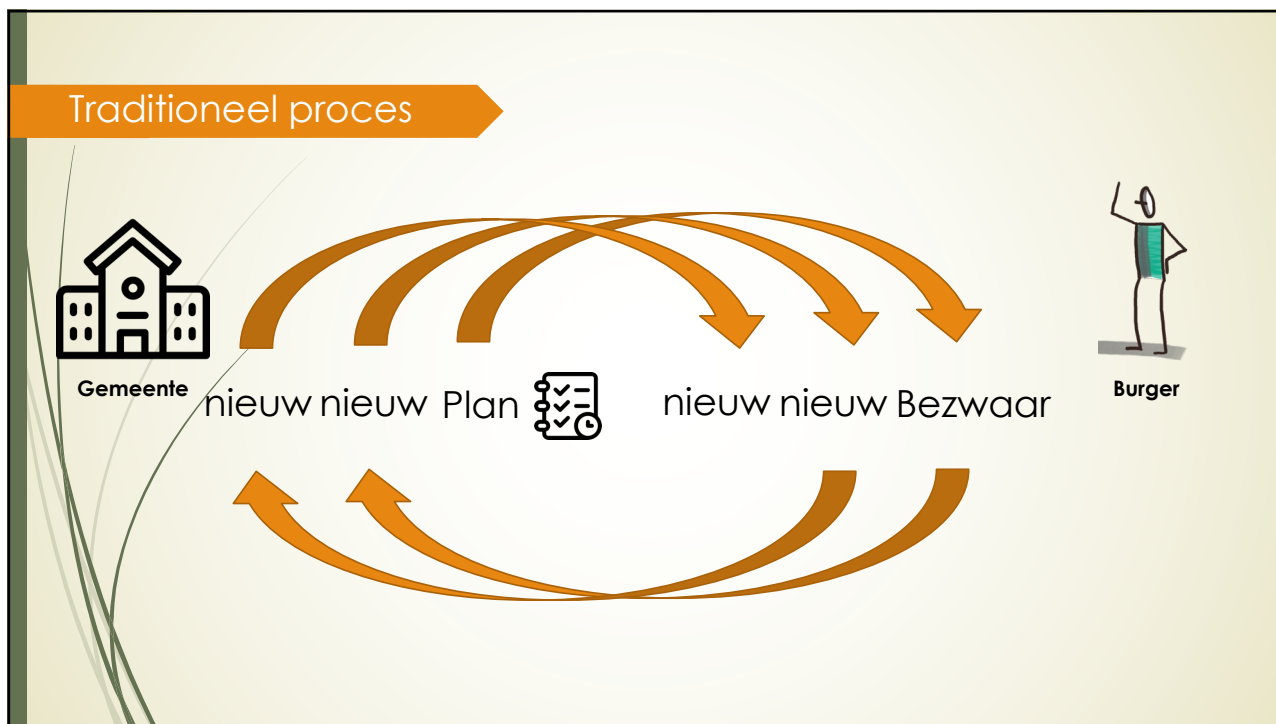 Traditioneel proces
Gemeente
nieuw nieuw Plan
nieuw nieuw Bezwaar
Burger